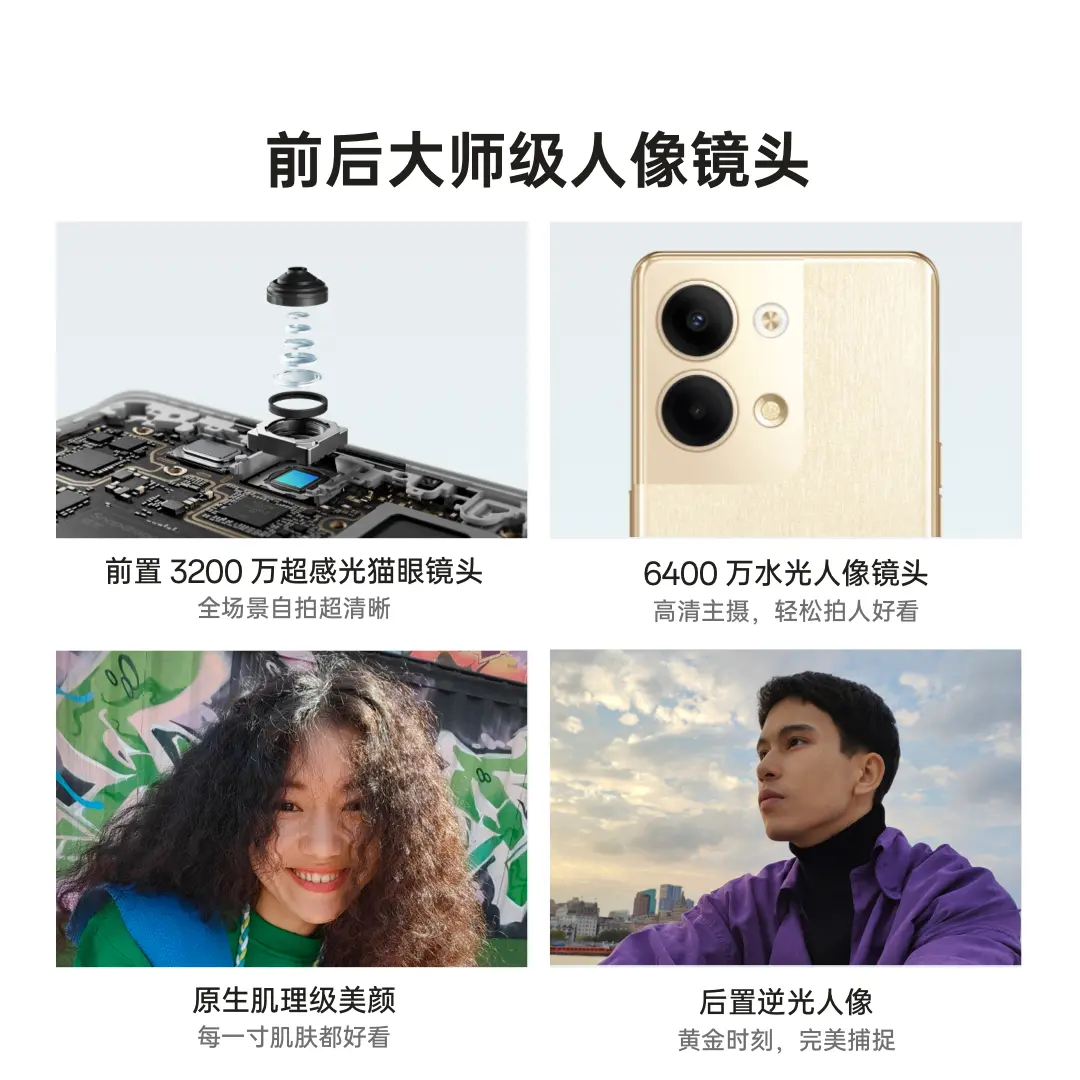 前后大师级人像镜头
前置 3200 万超感光猫眼镜头
全场景自拍超清晰
6400 万水光人像镜头
高清主摄，轻松拍人好看
原生肌理级美颜
每一寸肌肤都好看
后置逆光人像
黄金时刻，完美捕捉